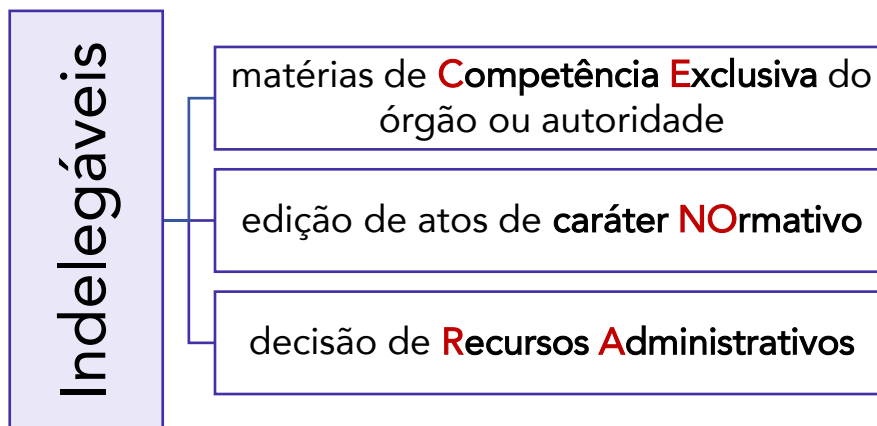 Indelegáveis
matérias de Competência Exclusiva do
órgão ou autoridade
edição de atos de caráter NOrmativo
decisão de Recursos Administrativos